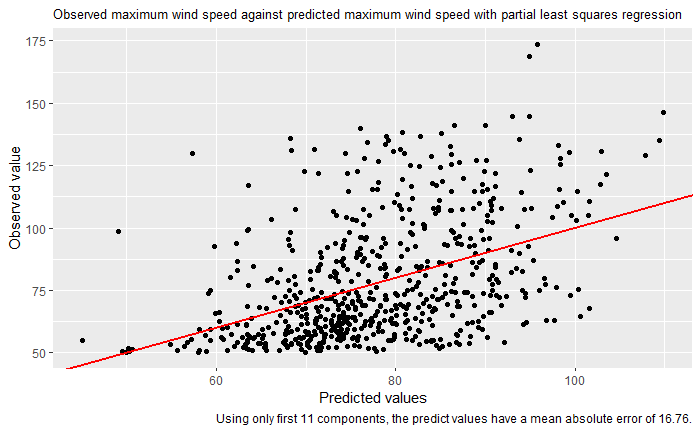 Observed maximum wind speed against predicted maximum wind speed with partial least squares regression
175
150
125
100
75
50
Observed value
60
80
100
Predicted values
Using only first 11 components, the predict values have a mean absolute error of 16.76.